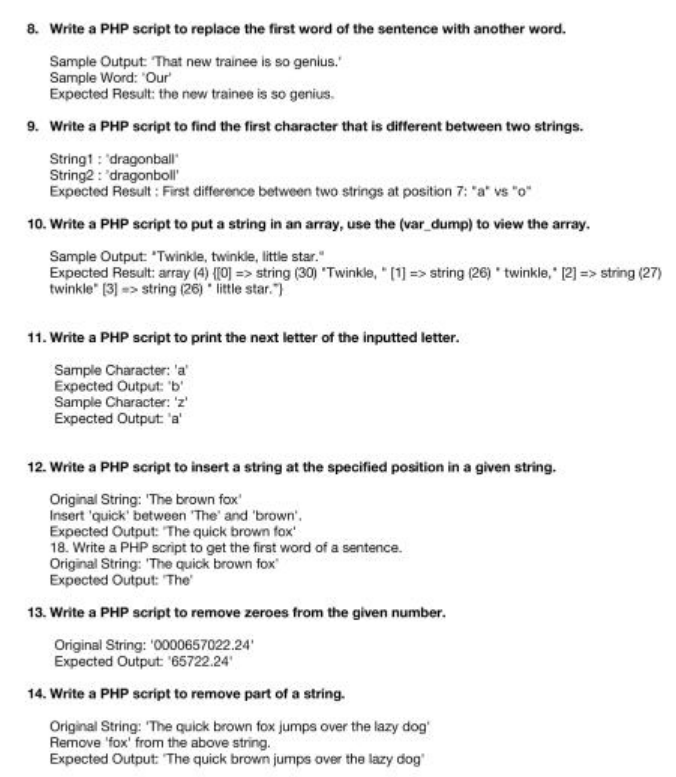 8. Write a PHP script to replace the first word of the sentence with another word.
Sample Output: 'That new trainee is so genius.'
Sample Word: 'Our'
Expected Result: the new trainee is so genius.
9. Write a PHP script to find the first character that is different between two strings.
String1 : 'dragonball'
String2 : 'dragonboll'
Expected Result : First difference between two strings at position 7: "a" vs "o"
10. Write a PHP script to put a string in an array, use the (var_dump) to view the array.
Sample Output: "Twinkle, twinkle, little star."
Expected Result: array (4) {[0] => string (30) "Twinkle, " [1] => string (26) " twinkle," [2] => string (27)
twinkle" [3] => string (26) " little star."}
11. Write a PHP script to print the next letter of the inputted letter.
Sample Character: 'a'
Expected Output: 'b'
Sample Character: 'z'
Expected Output: 'a'
12. Write a PHP script to insert a string at the specified position in a given string.
Original String: 'The brown fox'
Insert 'quick' between 'The' and 'brown'.
Expected Output: 'The quick brown fox'
18. Write a PHP script to get the first word of a sentence.
Original String: 'The quick brown fox'
Expected Output: 'The'
13. Write a PHP script to remove zeroes from the given number.
Original String: '0000657022.24'
Expected Output: '65722.24'
14. Write a PHP script to remove part of a string.
Original String: 'The quick brown fox jumps over the lazy dog'
Remove 'fox' from the above string.
Expected Output: 'The quick brown jumps over the lazy dog'